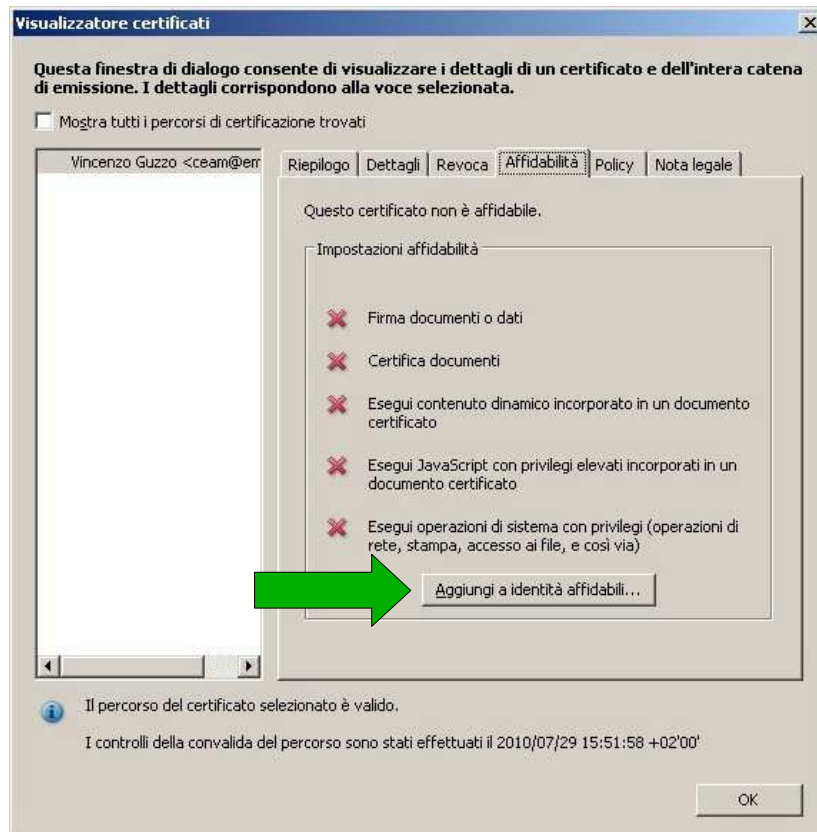 Visualizzatore certificati
Questa finestra di dialogo consente di visualizzare i dettagli di un certificato e dell'intera catena
di emissione. I dettagli corrispondono alla voce selezionata.
Mostra tutti i percorsi di certificazione trovati
Vincenzo Guzzo <ceam@em
Riepilogo Dettagli Revoca Affidabilità Policy Nota legale
Questo certificato non è affidabile.
Impostazioni affidabilità
Firma documenti o dati
Certifica documenti
Esegui contenuto dinamico incorporato in un documento
certificato
Esegui JavaScript con privilegi elevati incorporati in un
documento certificato
Esegui operazioni di sistema con privilegi (operazioni di
rete, stampa, accesso ai file, e così via)
Aggiungi a identità affidabili...
Il percorso del certificato selezionato è valido.
I controlli della convalida del percorso sono stati effettuati il 2010/07/29 15:51:58 +02'00'
OK